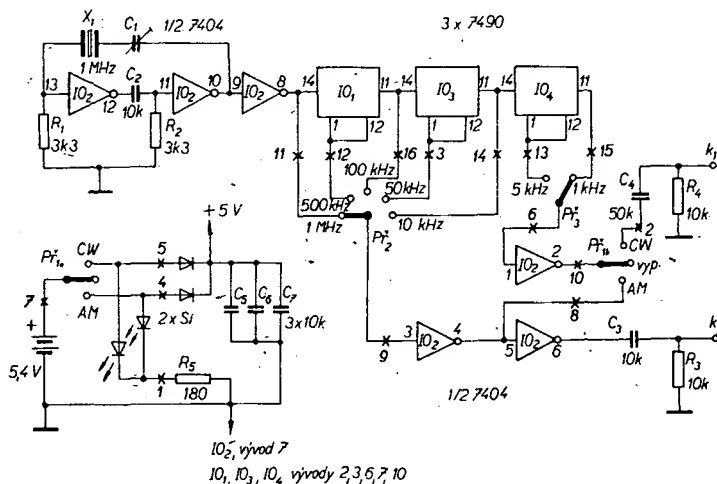 X₁ C₁ 1/2 7404 3 x 7490
1 MHz
13 IO₂ 12 C₂ 10k 11 IO₂ 10 9 IO₂ 8 14 IO₁ 11 14 IO₃ 11 14 IO₄ 11
1 12 1 12 1 12
R₁ 3k3 R₂ 3k3
11 12 16 3 14 13 15
100 kHz
500kHz 50kHz
1 MHz 10 kHz
Př₂
5 kHz 1 kHz
Př₃
6
1 IO₂ 2 10
C₄ 50k
2
k₁
R₄ 10k
Př₁b CW
vyp.
AM
8
9 3 IO₂ 4 5 IO₂ 6 C₃ 10k
k
R₃ 10k
1/2 7404
+ 5 V
Př₁a CW 5
AM 4
2x Si
7
+
5,4 V
C₅ C₆ C₇
3x10k
1 R₅ 180
IO₂, vývod 7
IO₁, IO₃, IO₄ vývody 2,3,6,7,10